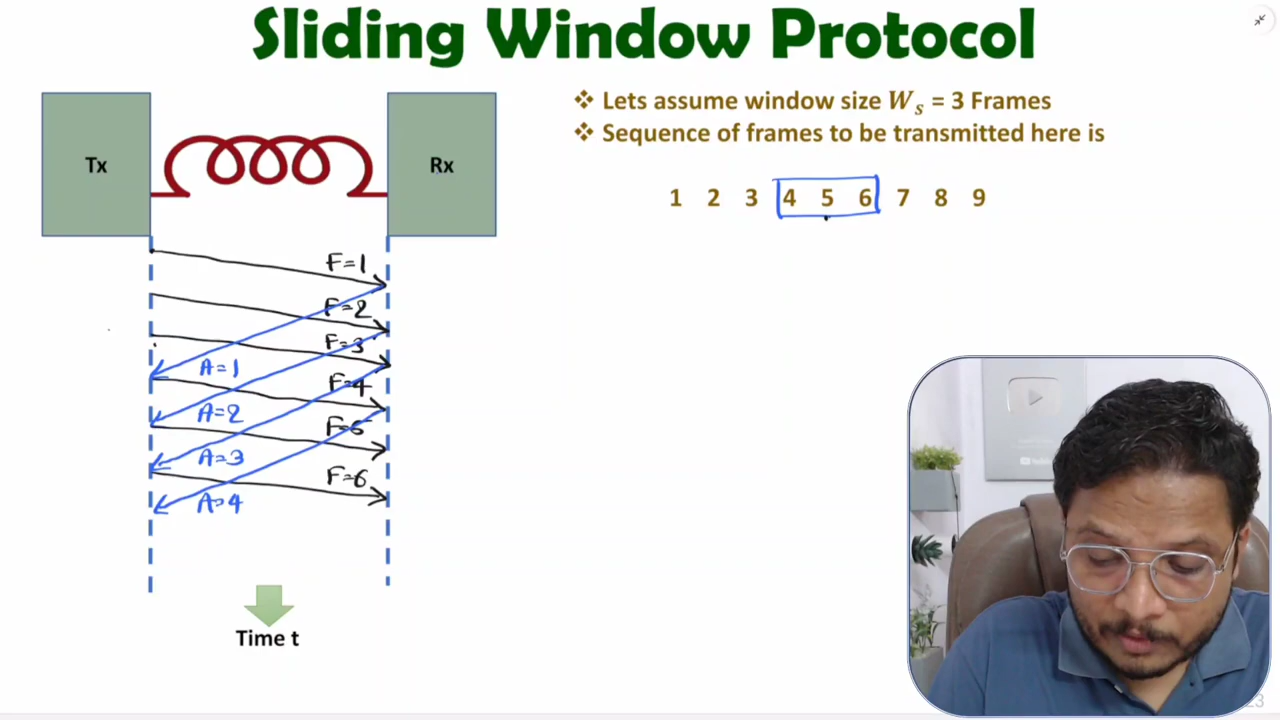 Sliding Window Protocol
Tx
Rx
❖ Lets assume window size Ws = 3 Frames
❖ Sequence of frames to be transmitted here is
1 2 3 4 5 6 7 8 9
F=1
F=2
F=3
A=1
F=4
A=2
F=5
A=3
F=6
A=4
Time t
23